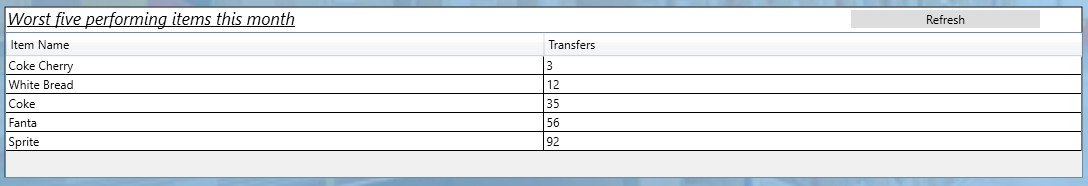 Worst five performing items this month Refresh
Item Name Transfers
Coke Cherry 3
White Bread 12
Coke 35
Fanta 56
Sprite 92